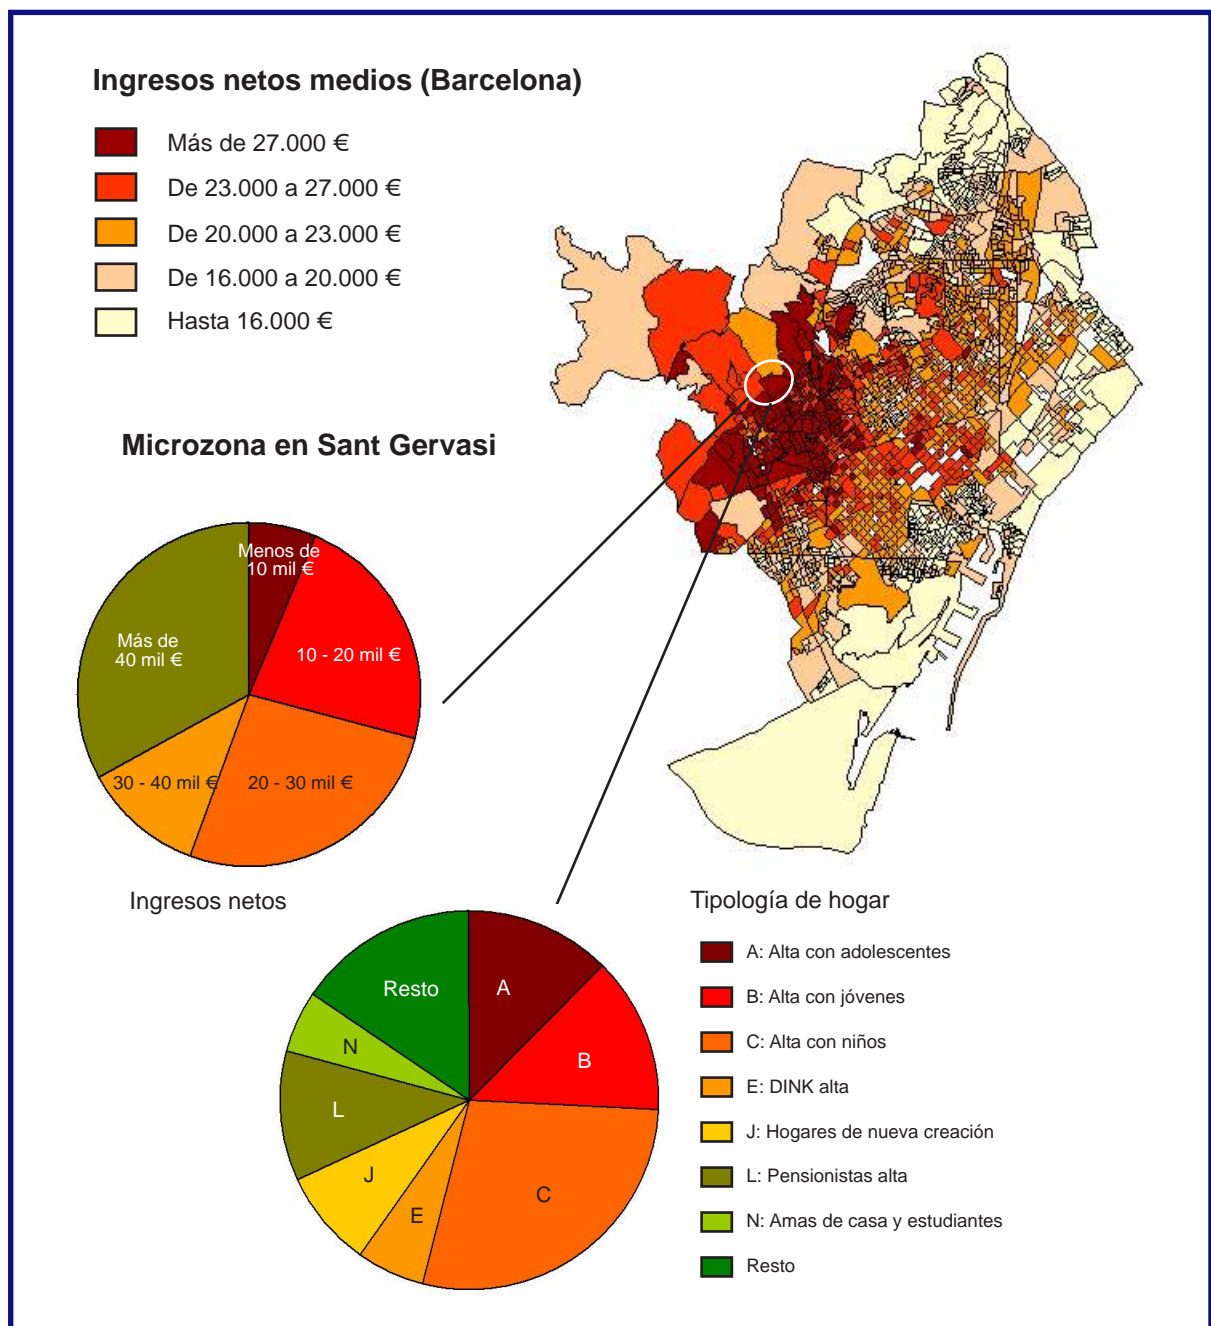 Ingresos netos medios (Barcelona)
Más de 27.000 €
De 23.000 a 27.000 €
De 20.000 a 23.000 €
De 16.000 a 20.000 €
Hasta 16.000 €
Microzona en Sant Gervasi
Menos de
10 mil €
Más de
40 mil €
10 - 20 mil €
30 - 40 mil €
20 - 30 mil €
Ingresos netos
Tipología de hogar
Resto
A
B
N
L
J
E
C
A: Alta con adolescentes
B: Alta con jóvenes
C: Alta con niños
E: DINK alta
J: Hogares de nueva creación
L: Pensionistas alta
N: Amas de casa y estudiantes
Resto